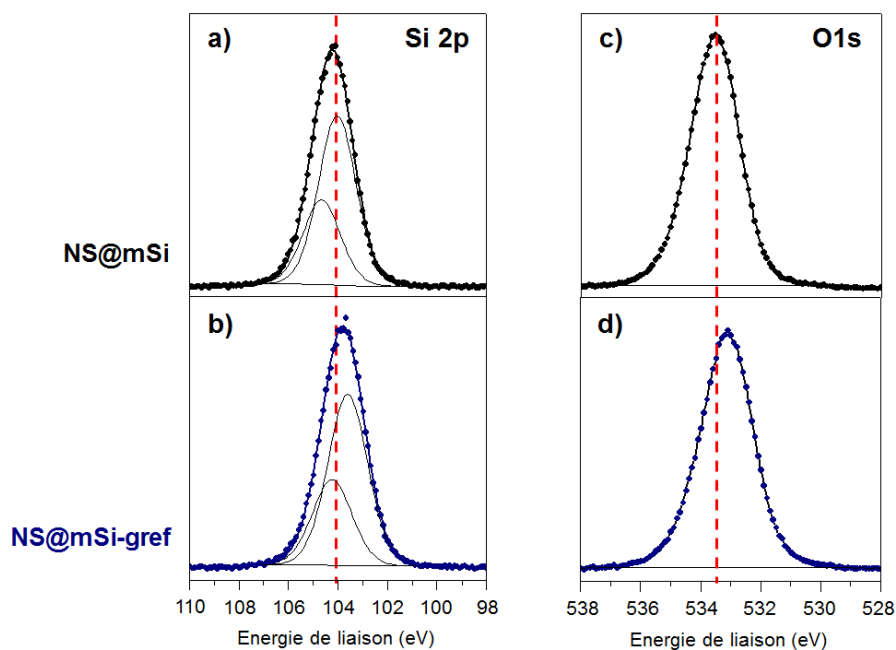 a) Si 2p
c) O1s
NS@mSi
b)
d)
NS@mSi-gref
110 108 106 104 102 100 98
538 536 534 532 530 528
Energie de liaison (eV)
Energie de liaison (eV)